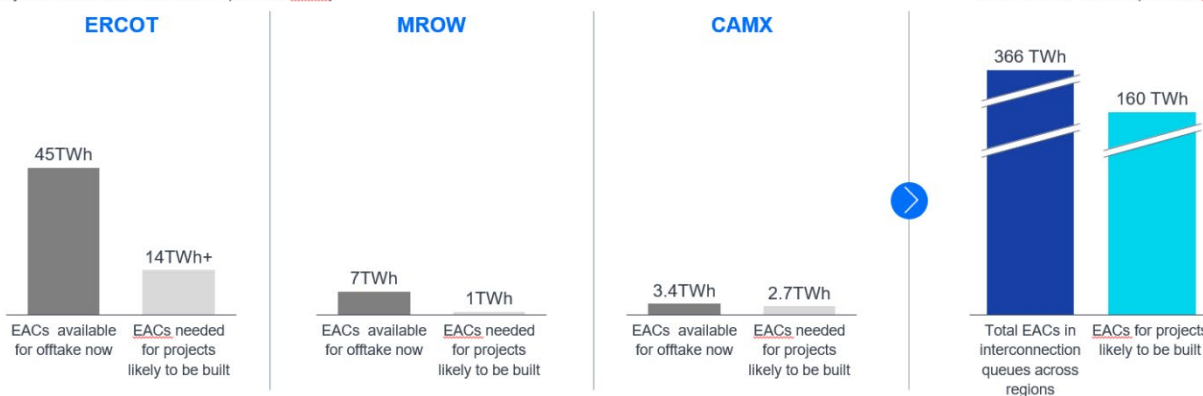 ERCOT
45TWh
14TWh+
EACs available
for offtake now
EACs needed
for projects
likely to be built
MROW
7TWh
1TWh
EACs available
for offtake now
EACs needed
for projects
likely to be built
CAMX
3.4TWh
2.7TWh
EACs available
for offtake now
EACs needed
for projects
likely to be built
366 TWh
160 TWh
Total EACs in
interconnection
queues across
regions
EACs for projects
likely to be built